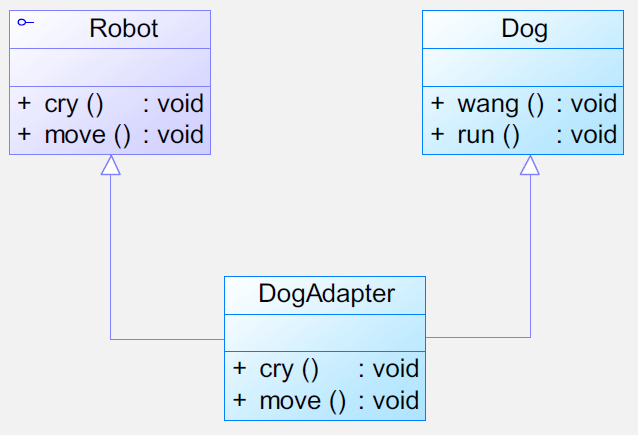 Robot
+ cry () : void
+ move () : void
Dog
+ wang () : void
+ run () : void
DogAdapter
+ cry () : void
+ move () : void